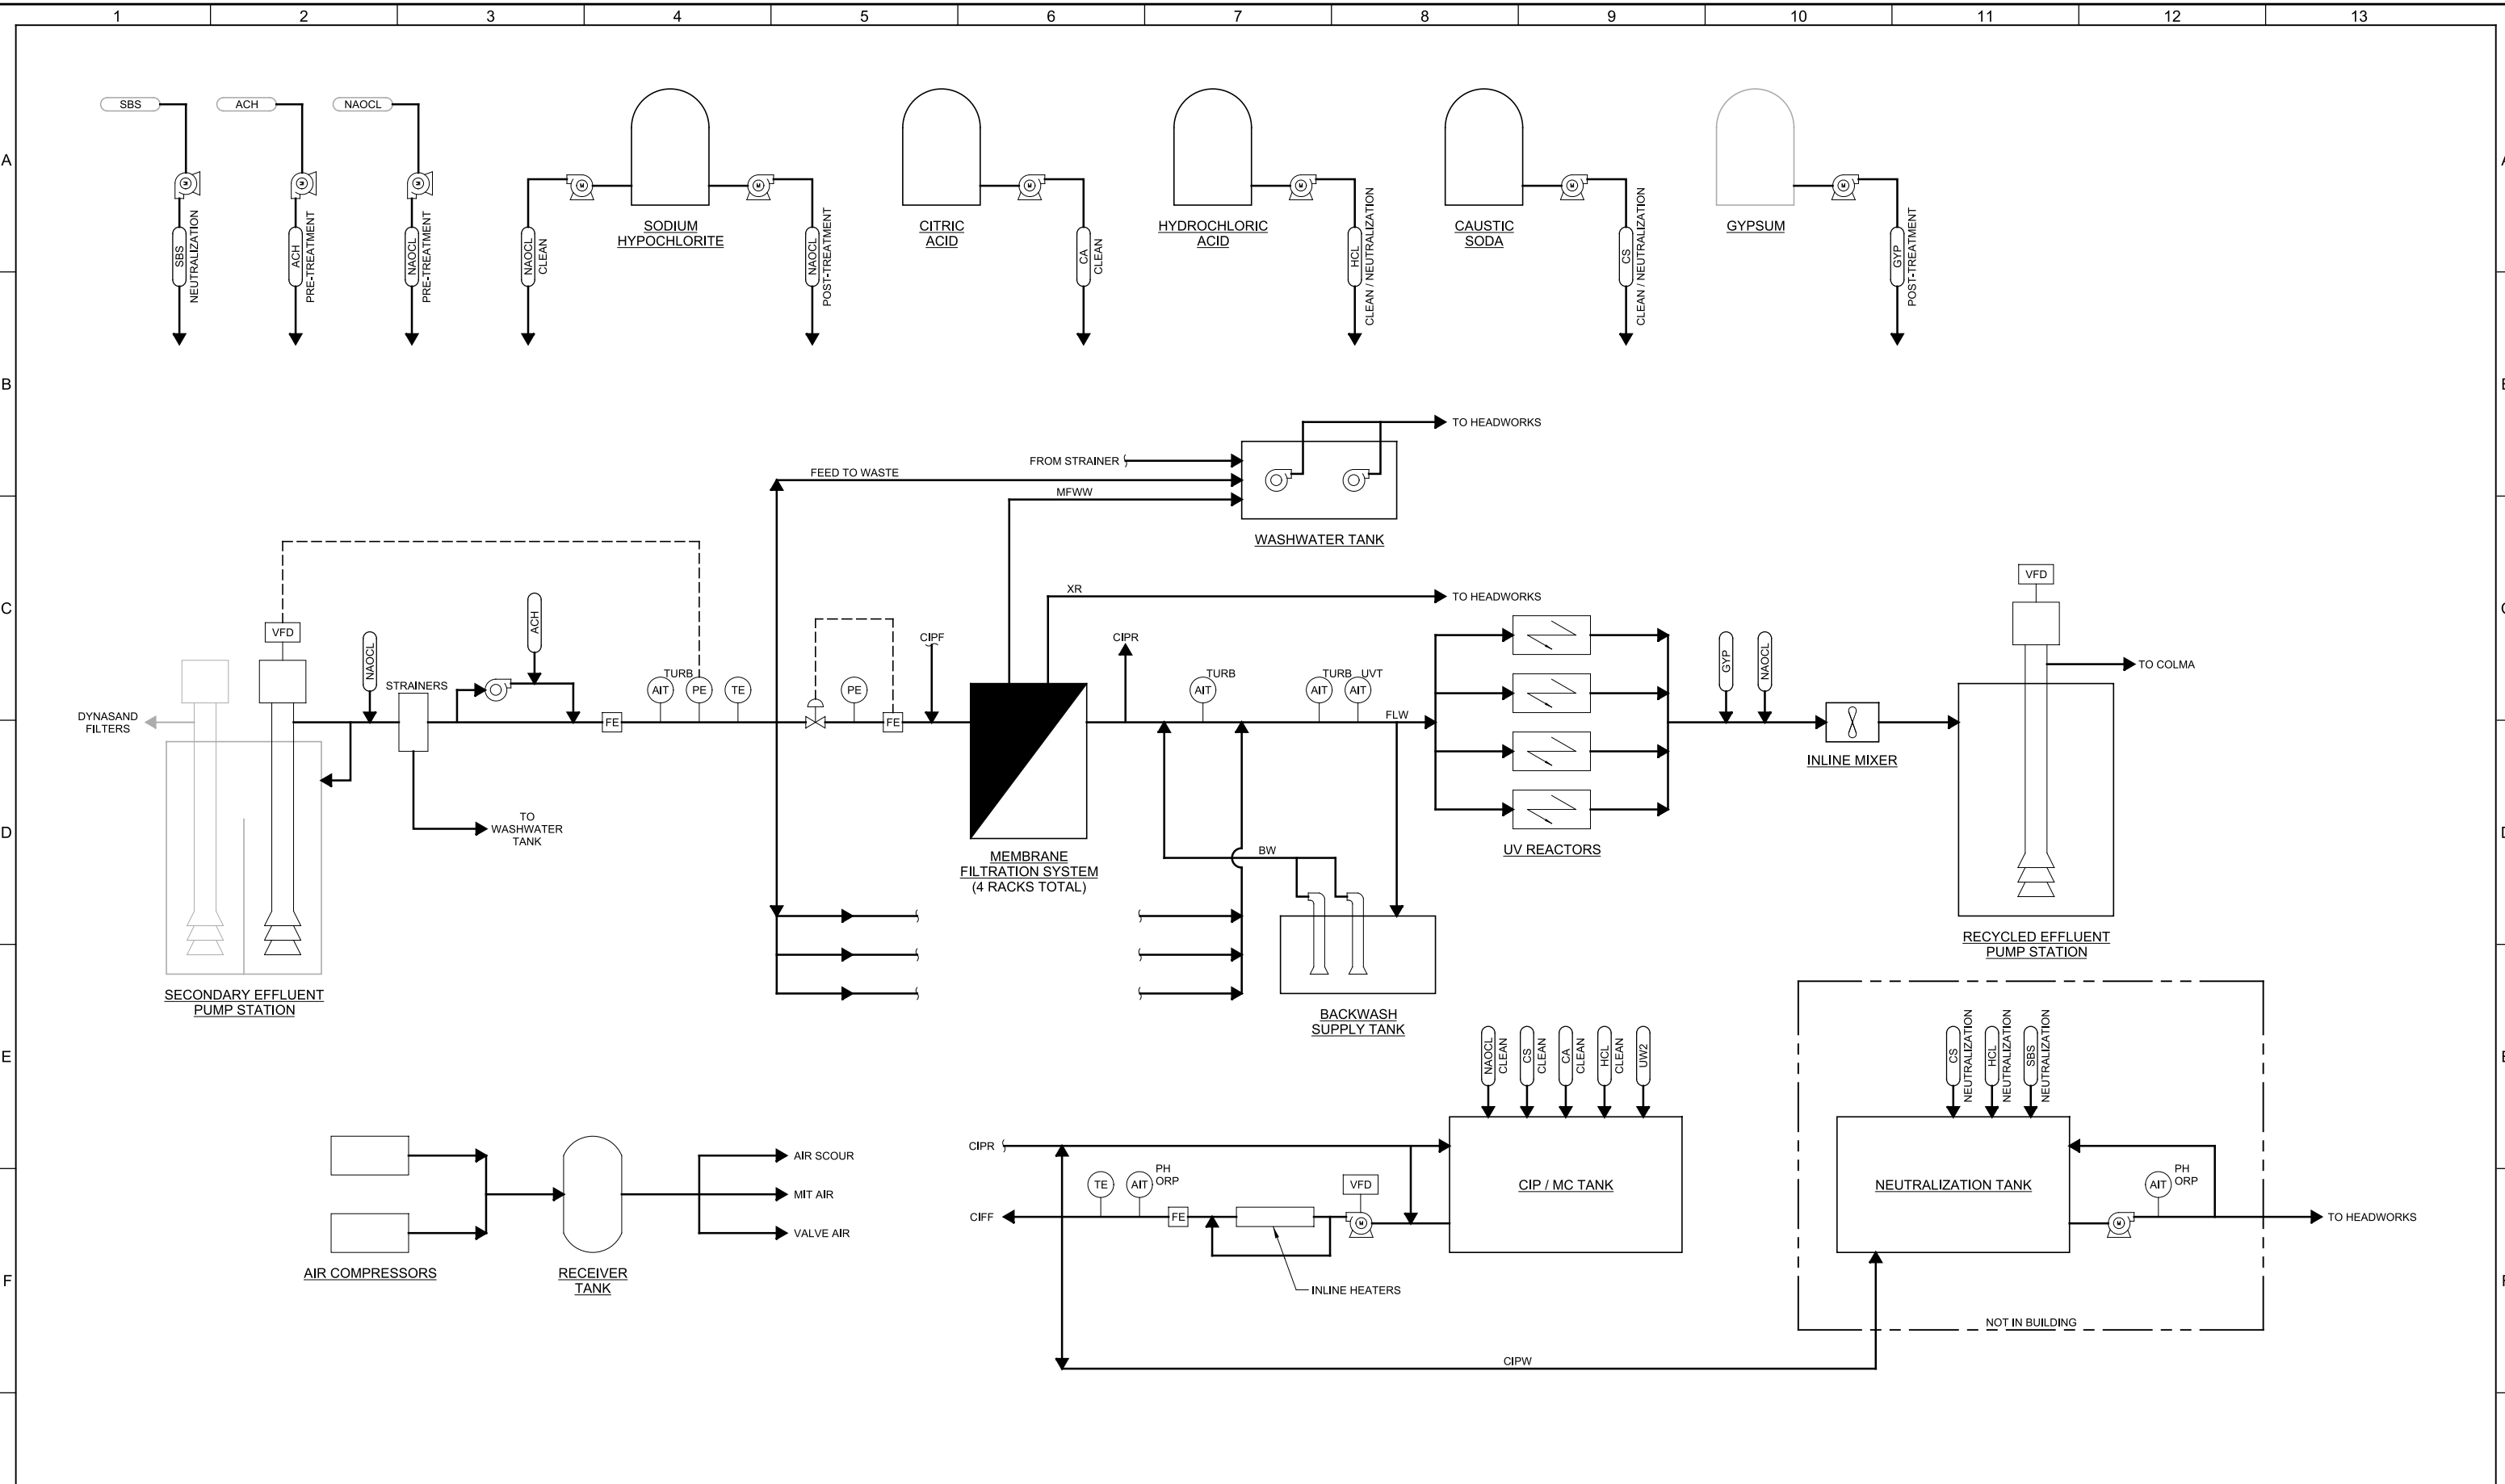 1 2 3 4 5 6 7 8 9 10 11 12 13
A
B
C
D
E
F
SBS
ACH
NAOCL
SBS
NEUTRALIZATION
ACH
PRE-TREATMENT
NAOCL
PRE-TREATMENT
NAOCL
CLEAN
M
M
M
M
M
SODIUM
HYPOCHLORITE
NAOCL
POST-TREATMENT
M
CITRIC
ACID
CA
CLEAN
M
HYDROCHLORIC
ACID
HCL
CLEAN / NEUTRALIZATION
M
CAUSTIC
SODA
CS
CLEAN / NEUTRALIZATION
M
GYPSUM
GYP
POST-TREATMENT
M
TO HEADWORKS
FROM STRAINER
FEED TO WASTE
MFWW
WASHWATER TANK
XR
TO HEADWORKS
VFD
NAOCL
STRAINERS
ACH
DYNASAND
FILTERS
FE
TURB
AIT
PE
TE
PE
FE
CIPF
CIPR
TURB
AIT
TURB
AIT
UVT
AIT
FLW
GYP
NAOCL
VFD
TO COLMA
INLINE MIXER
UV REACTORS
TO
WASHWATER
TANK
MEMBRANE
FILTRATION SYSTEM
(4 RACKS TOTAL)
BW
SECONDARY EFFLUENT
PUMP STATION
BACKWASH
SUPPLY TANK
RECYCLED EFFLUENT
PUMP STATION
AIR COMPRESSORS
RECEIVER
TANK
AIR SCOUR
MIT AIR
VALVE AIR
NAOCL
CLEAN
CS
CLEAN
CA
CLEAN
HCL
CLEAN
UW2
CIPR
TE
AIT
PH
ORP
CIFF
FE
VFD
M
INLINE HEATERS
CIP / MC TANK
CS
NEUTRALIZATION
HCL
NEUTRALIZATION
SBS
NEUTRALIZATION
NEUTRALIZATION TANK
M
AIT
PH
ORP
TO HEADWORKS
NOT IN BUILDING
CIPW